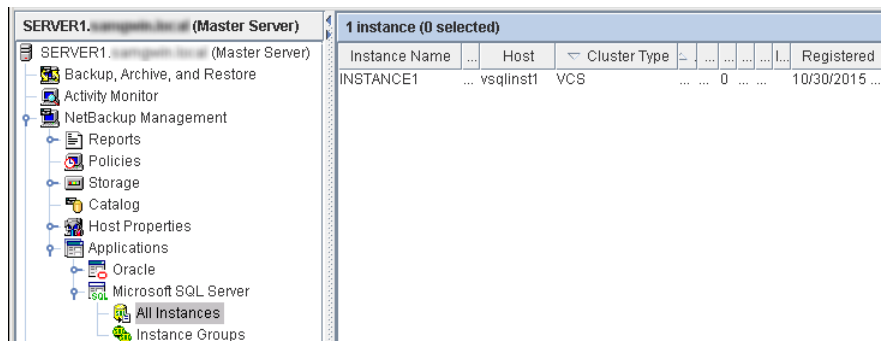 SERVER1. (Master Server)
1 instance (0 selected)
SERVER1. (Master Server)
Backup, Archive, and Restore
Activity Monitor
NetBackup Management
Reports
Policies
Storage
Catalog
Host Properties
Applications
Oracle
Microsoft SQL Server
SQL
All Instances
Instance Groups
Instance Name ... Host Cluster Type . ... ... ... ... I... Registered
INSTANCE1 ... vsqlinst1 VCS ... ... 0 ... ... 10/30/2015 ...